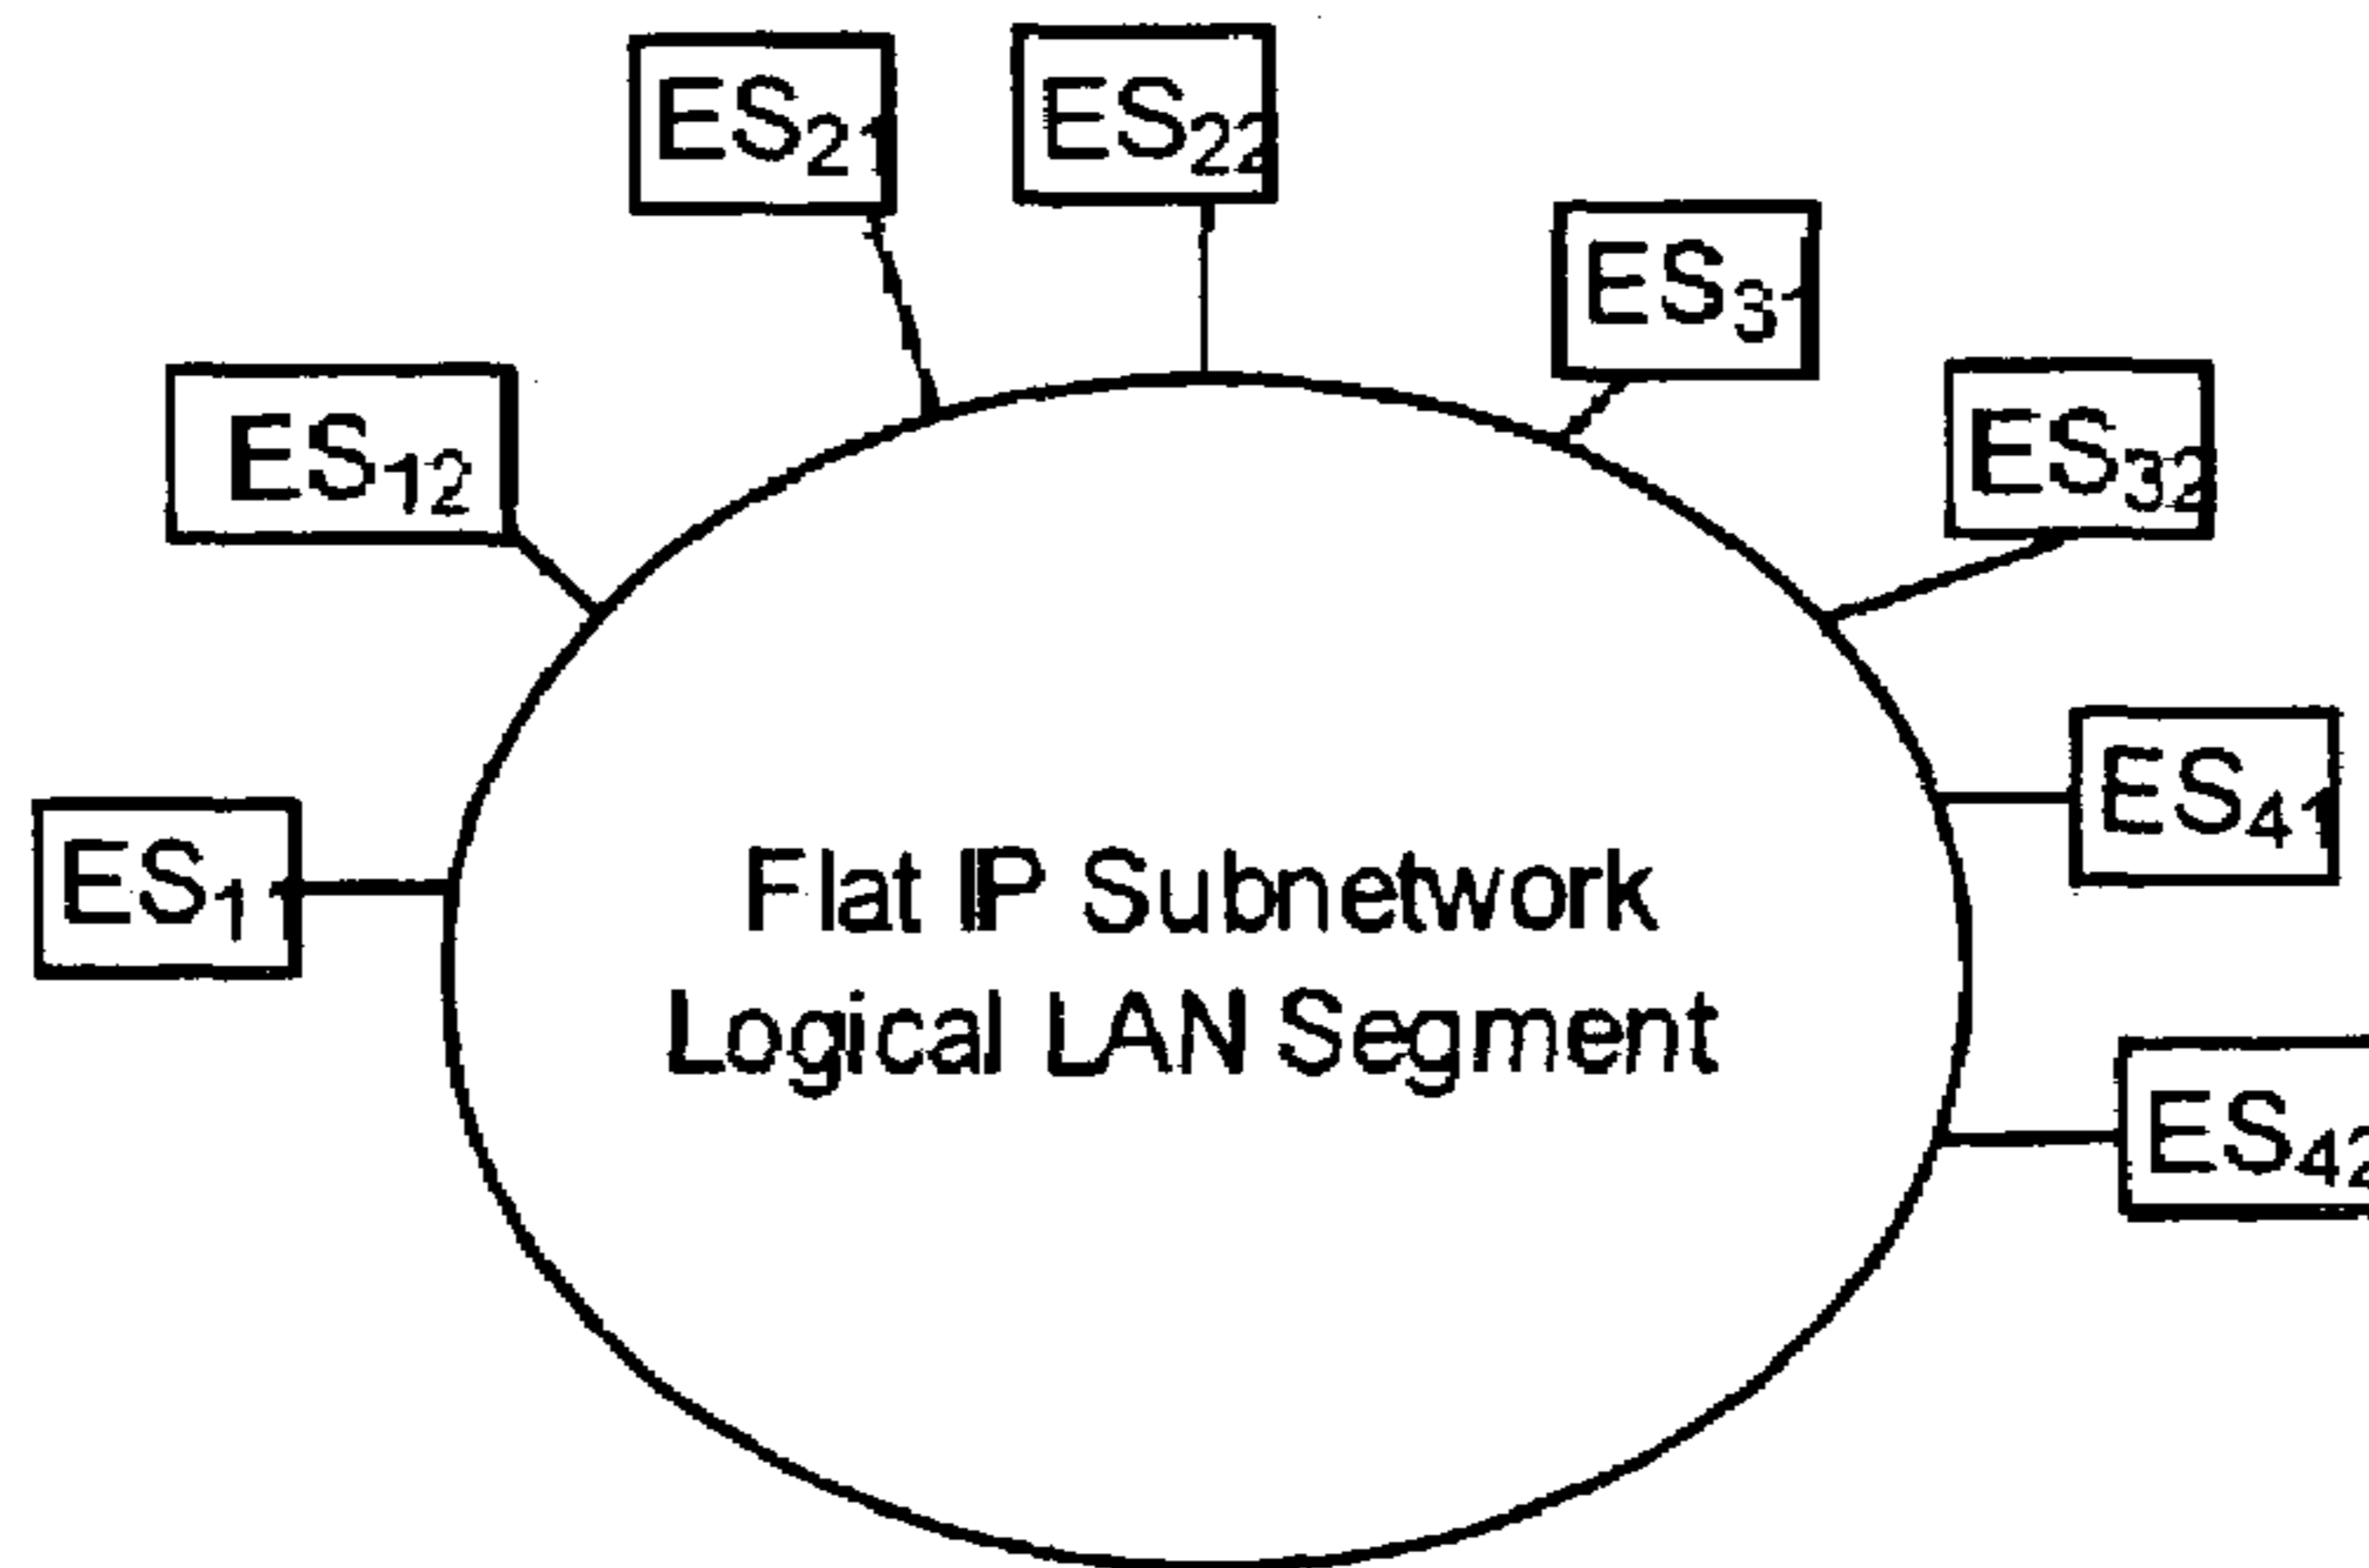 ES21
ES22
ES31
ES12
ES32
ES41
ES11
Flat IP Subnetwork
Logical LAN Segment
ES42